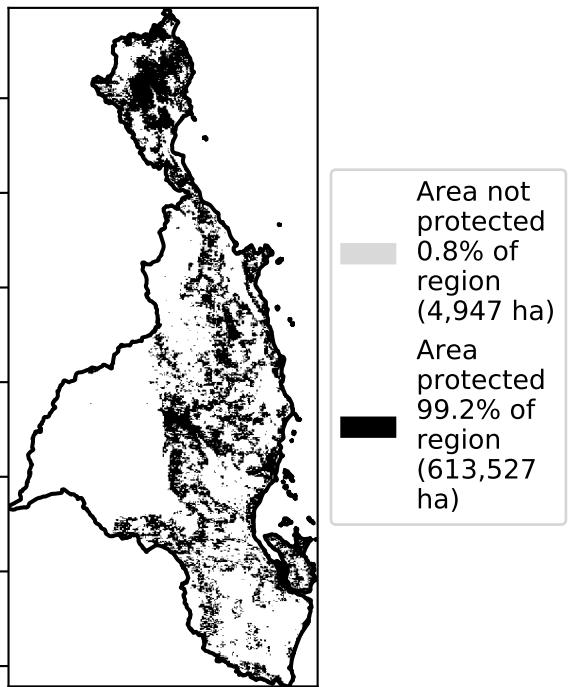 Area not
protected
0.8% of
region
(4,947 ha)
Area
protected
99.2% of
region
(613,527
ha)